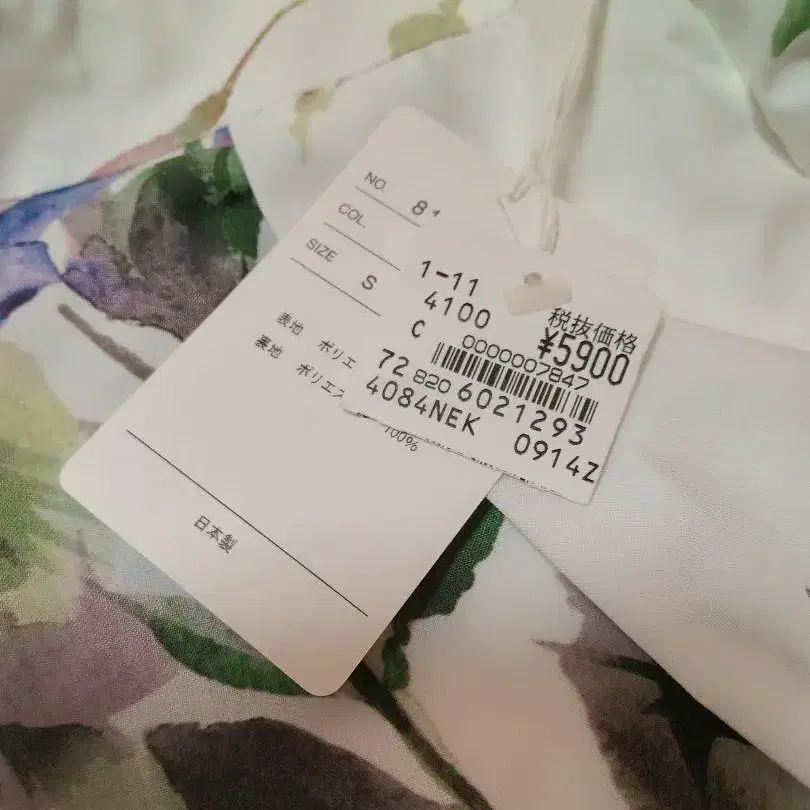 NO. 81
COL.
SIZE S
表地 ポリエ
裏地 ポリエス
100%
日本製
1-11
4100
税抜価格
C ¥5900
0000007847
72 820 6021293
4084NEK 0914Z